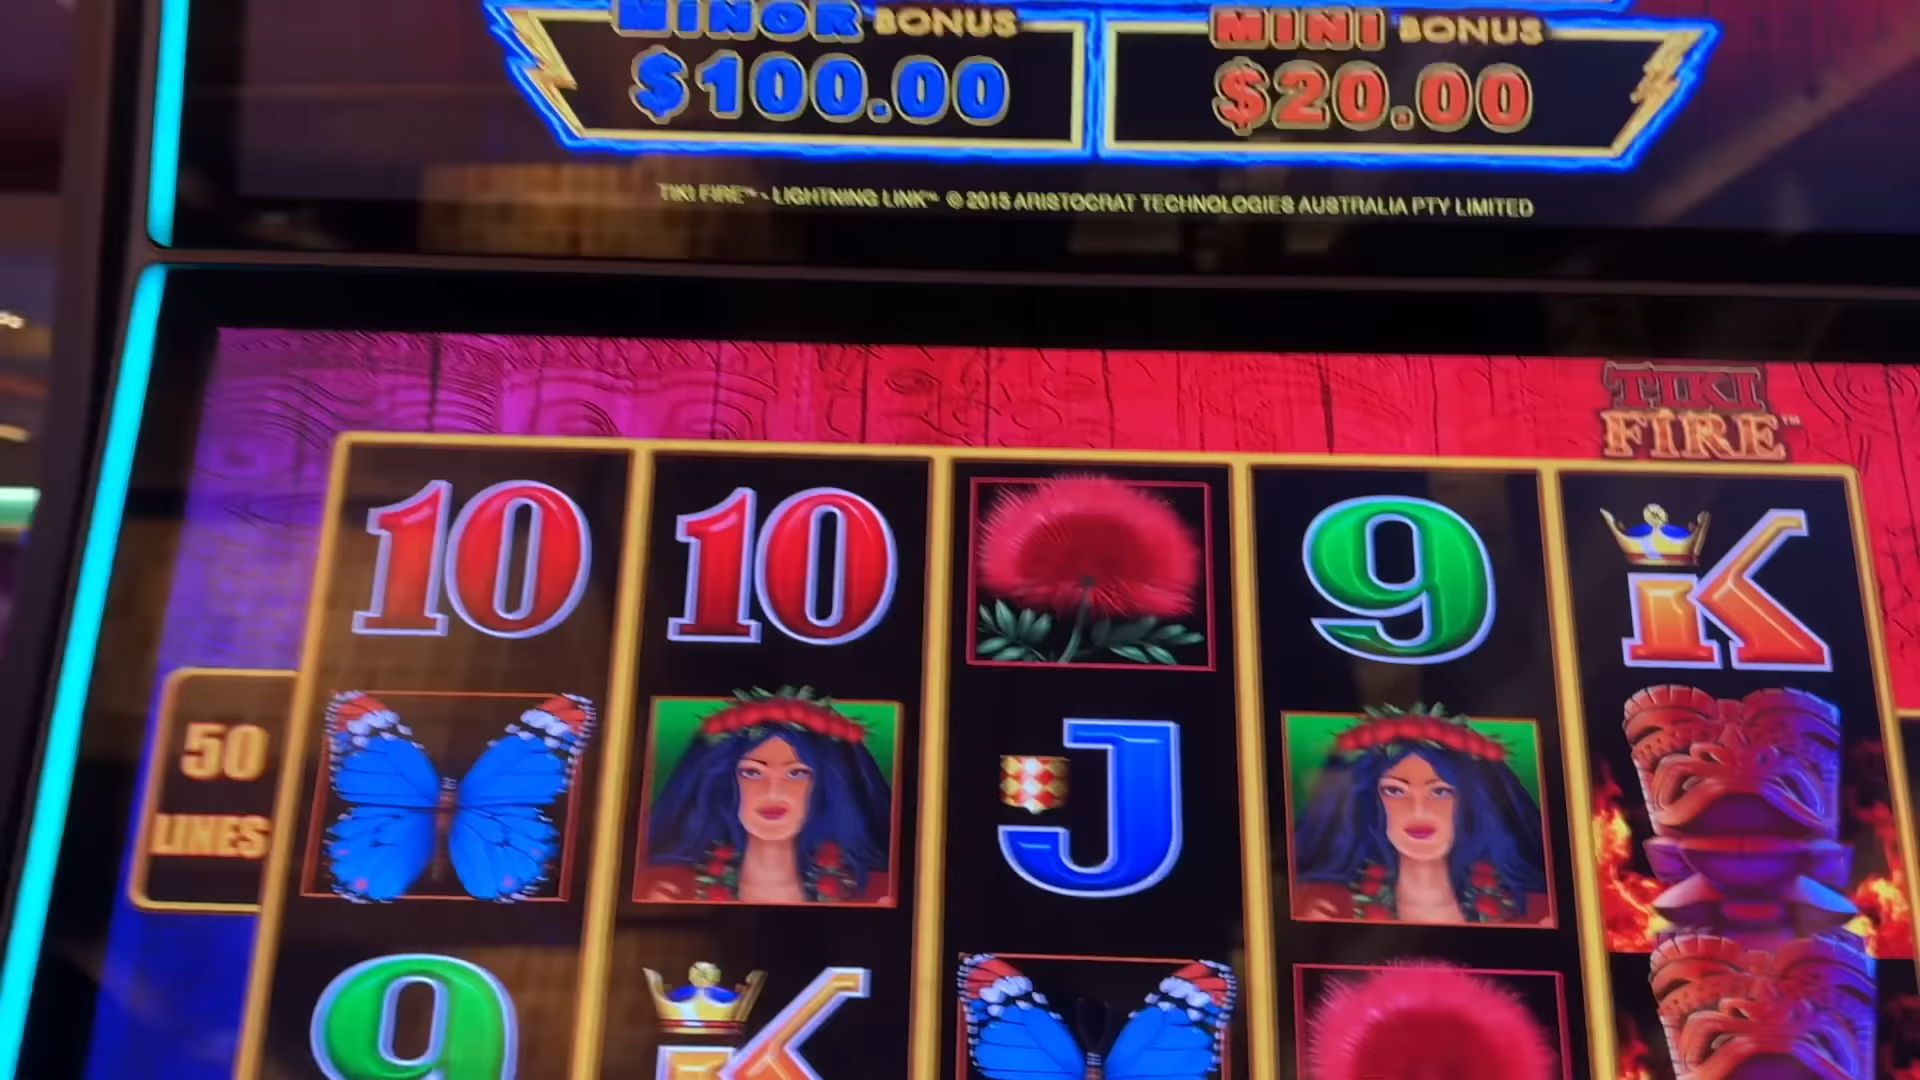 MINOR BONUS
$100.00
MINI BONUS
$20.00
TIKI FIRE™ - LIGHTNING LINK™ © 2015 ARISTOCRAT TECHNOLOGIES AUSTRALIA PTY LIMITED
TIKI
FIRE™
10 10 9 K
50
LINES
J
9 K